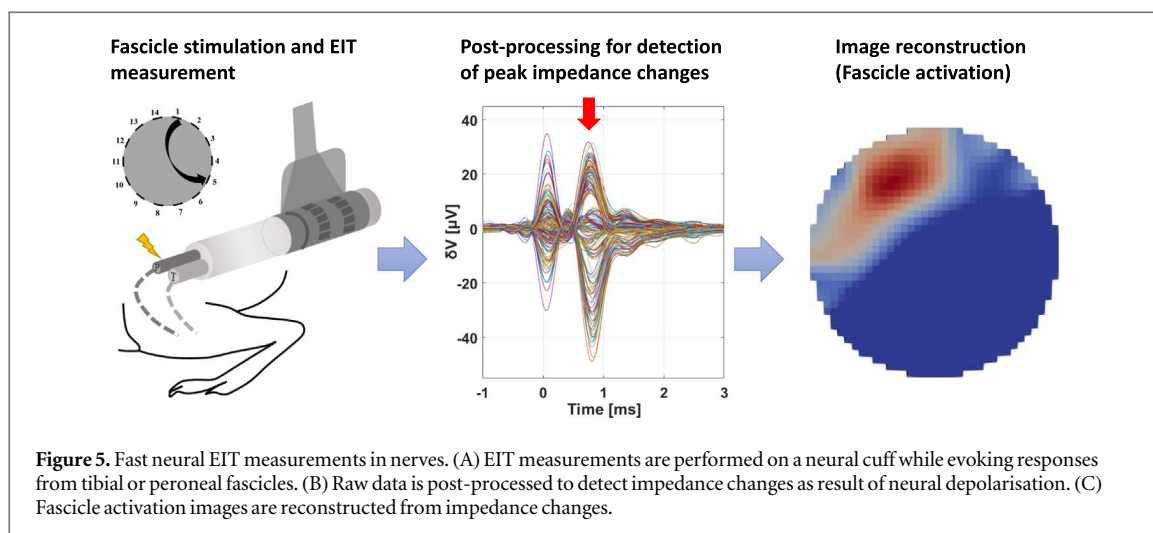 Fascicle stimulation and EIT
measurement
Post-processing for detection
of peak impedance changes
Image reconstruction
(Fascicle activation)
14
1
2
13
3
12
4
11
5
10
6
9
8
7
P
T
40
20
0
-20
-40
δV [µV]
-1
0
1
2
3
Time [ms]
Figure 5. Fast neural EIT measurements in nerves. (A) EIT measurements are performed on a neural cuff while evoking responses
from tibial or peroneal fascicles. (B) Raw data is post-processed to detect impedance changes as result of neural depolarisation. (C)
Fascicle activation images are reconstructed from impedance changes.